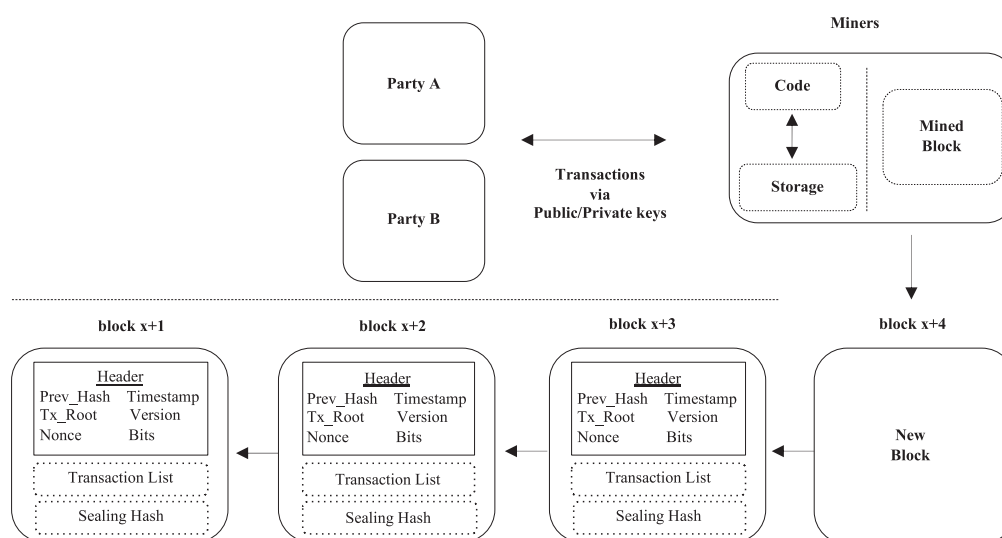 Miners
Party A
Code
Mined
Block
Storage
Transactions
via
Public/Private keys
Party B
block x+1
block x+2
block x+3
block x+4
Header
Prev_Hash Timestamp
Tx_Root Version
Nonce Bits
Transaction List
Sealing Hash
Header
Prev_Hash Timestamp
Tx_Root Version
Nonce Bits
Transaction List
Sealing Hash
Header
Prev_Hash Timestamp
Tx_Root Version
Nonce Bits
Transaction List
Sealing Hash
New
Block